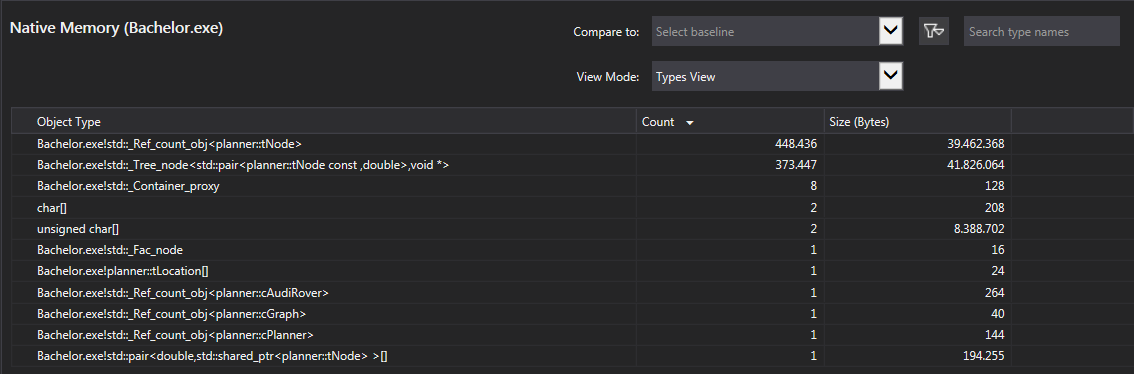 Native Memory (Bachelor.exe)
Compare to: Select baseline Search type names
View Mode: Types View
Object Type Count Size (Bytes)
Bachelor.exe!std::_Ref_count_obj<planner::tNode> 448.436 39.462.368
Bachelor.exe!std::_Tree_node<std::pair<planner::tNode const ,double>,void *> 373.447 41.826.064
Bachelor.exe!std::_Container_proxy 8 128
char[] 2 208
unsigned char[] 2 8.388.702
Bachelor.exe!std::_Fac_node 1 16
Bachelor.exe!planner::tLocation[] 1 24
Bachelor.exe!std::_Ref_count_obj<planner::cAudiRover> 1 264
Bachelor.exe!std::_Ref_count_obj<planner::cGraph> 1 40
Bachelor.exe!std::_Ref_count_obj<planner::cPlanner> 1 144
Bachelor.exe!std::pair<double,std::shared_ptr<planner::tNode> >[] 1 194.255